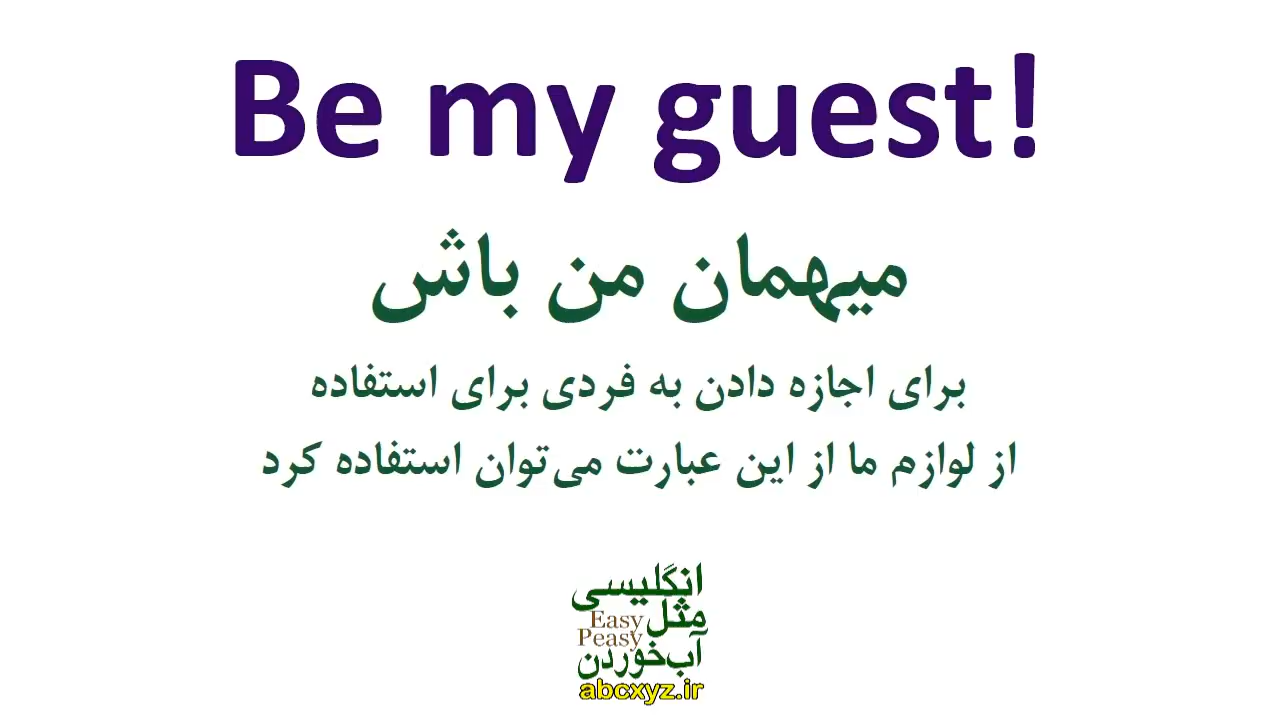 Be my guest!
میهمان من باش
برای اجازه دادن به فردی برای استفاده
از لوازم ما از این عبارت می‌توان استفاده کرد
انگلیسی
مثل Easy
Peasy
آب‌خوردن
abcxyz.ir